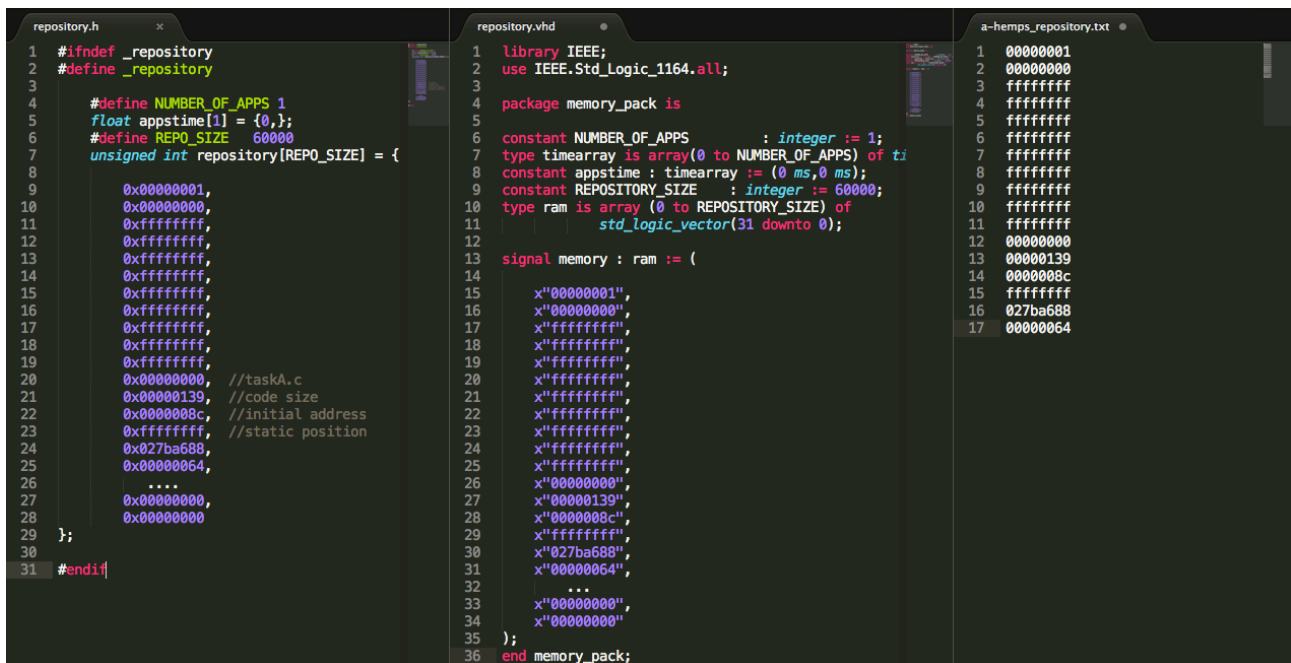 repository.h ×
1 #ifndef _repository
2 #define _repository
3
4 #define NUMBER_OF_APPS 1
5 float appstime[1] = {0,};
6 #define REPO_SIZE 60000
7 unsigned int repository[REPO_SIZE] = {
8
9 0x00000001,
10 0x00000000,
11 0xffffffff,
12 0xffffffff,
13 0xffffffff,
14 0xffffffff,
15 0xffffffff,
16 0xffffffff,
17 0xffffffff,
18 0xffffffff,
19 0xffffffff,
20 0x00000000, //taskA.c
21 0x00000139, //code size
22 0x0000008c, //initial address
23 0xffffffff, //static position
24 0x027ba688,
25 0x00000064,
26 ....
27 0x00000000,
28 0x00000000
29 };
30
31 #endif
repository.vhd
1 library IEEE;
2 use IEEE.Std_Logic_1164.all;
3
4 package memory_pack is
5
6 constant NUMBER_OF_APPS : integer := 1;
7 type timearray is array(0 to NUMBER_OF_APPS) of ti
8 constant appstime : timearray := (0 ms,0 ms);
9 constant REPOSITORY_SIZE : integer := 60000;
10 type ram is array (0 to REPOSITORY_SIZE) of
11 std_logic_vector(31 downto 0);
12
13 signal memory : ram := (
14
15 x"00000001",
16 x"00000000",
17 x"ffffffff",
18 x"ffffffff",
19 x"ffffffff",
20 x"ffffffff",
21 x"ffffffff",
22 x"ffffffff",
23 x"ffffffff",
24 x"ffffffff",
25 x"ffffffff",
26 x"00000000",
27 x"00000139",
28 x"0000008c",
29 x"ffffffff",
30 x"027ba688",
31 x"00000064",
32 ...
33 x"00000000",
34 x"00000000"
35 );
36 end memory_pack;
a-hemps_repository.txt
1 00000001
2 00000000
3 ffffffff
4 ffffffff
5 ffffffff
6 ffffffff
7 ffffffff
8 ffffffff
9 ffffffff
10 ffffffff
11 ffffffff
12 00000000
13 00000139
14 0000008c
15 ffffffff
16 027ba688
17 00000064